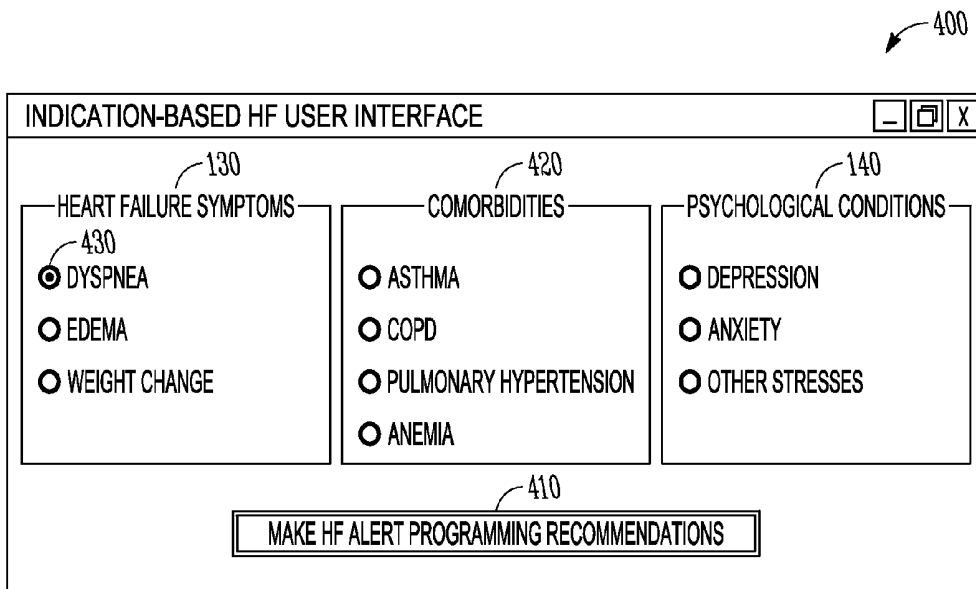 400
INDICATION-BASED HF USER INTERFACE
X
130
HEART FAILURE SYMPTOMS
430
DYSPNEA
EDEMA
WEIGHT CHANGE
420
COMORBIDITIES
ASTHMA
COPD
PULMONARY HYPERTENSION
ANEMIA
140
PSYCHOLOGICAL CONDITIONS
DEPRESSION
ANXIETY
OTHER STRESSES
410
MAKE HF ALERT PROGRAMMING RECOMMENDATIONS